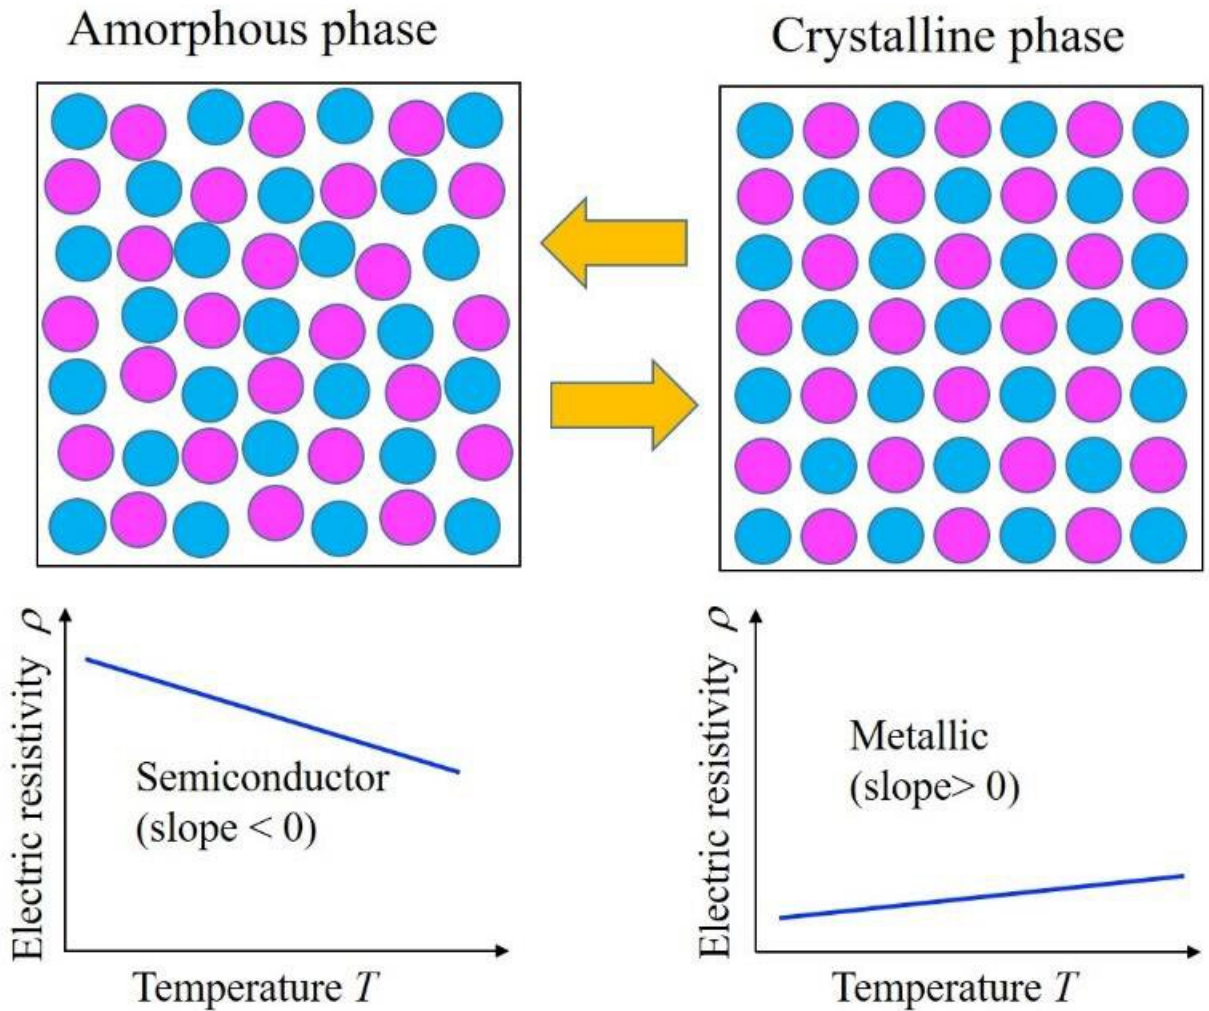 Amorphous phase
Crystalline phase
Electric resistivity ρ
Semiconductor
(slope < 0)
Temperature T
Electric resistivity ρ
Metallic
(slope> 0)
Temperature T